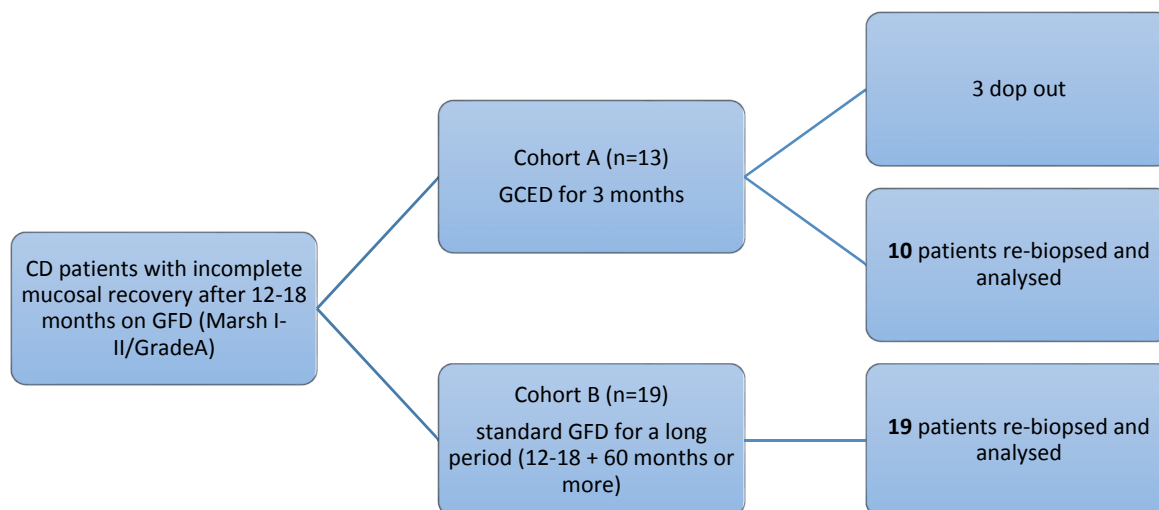 CD patients with incomplete
mucosal recovery after 12-18
months on GFD (Marsh I-
II/GradeA)
Cohort A (n=13)
GCED for 3 months
3 dop out
10 patients re-biopsed and
analysed
Cohort B (n=19)
standard GFD for a long
period (12-18 + 60 months or
more)
19 patients re-biopsed and
analysed